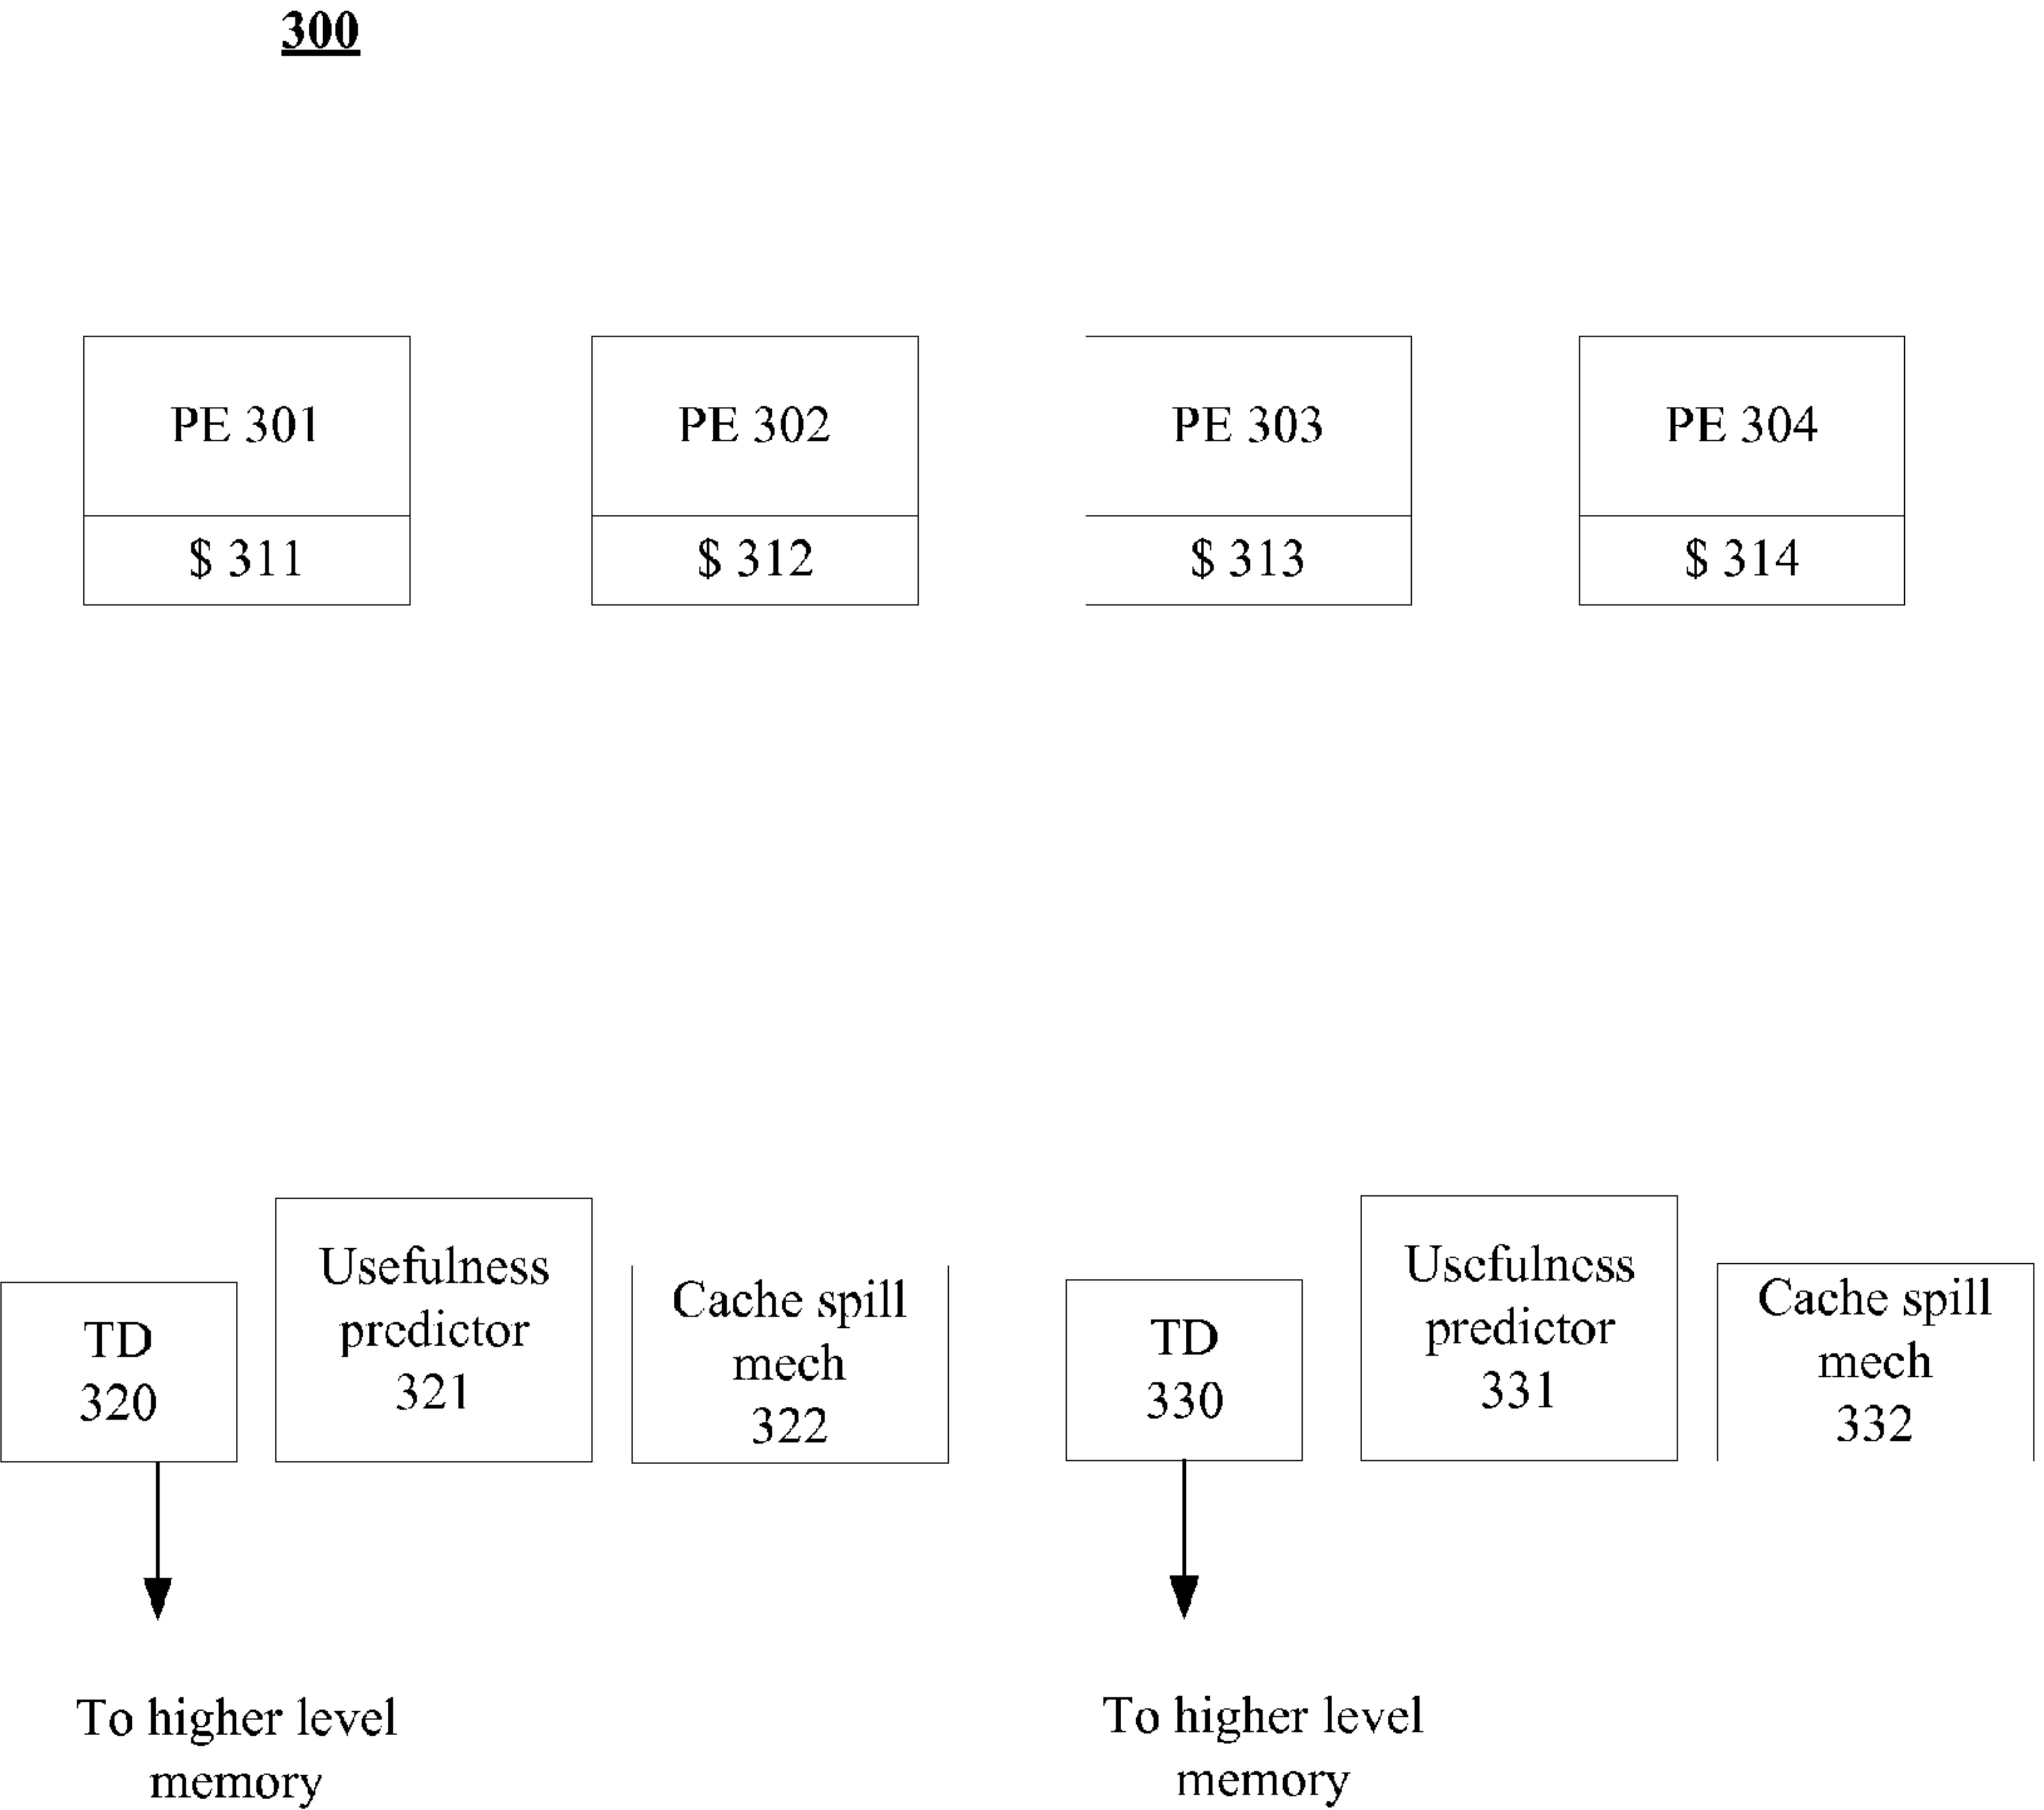 300
PE 301
PE 302
PE 303
PE 304
$ 311
$ 312
$ 313
$ 314
TD
320
Usefulness
predictor
321
Cache spill
mech
322
TD
330
Usefulness
predictor
331
Cache spill
mech
332
To higher level
memory
To higher level
memory